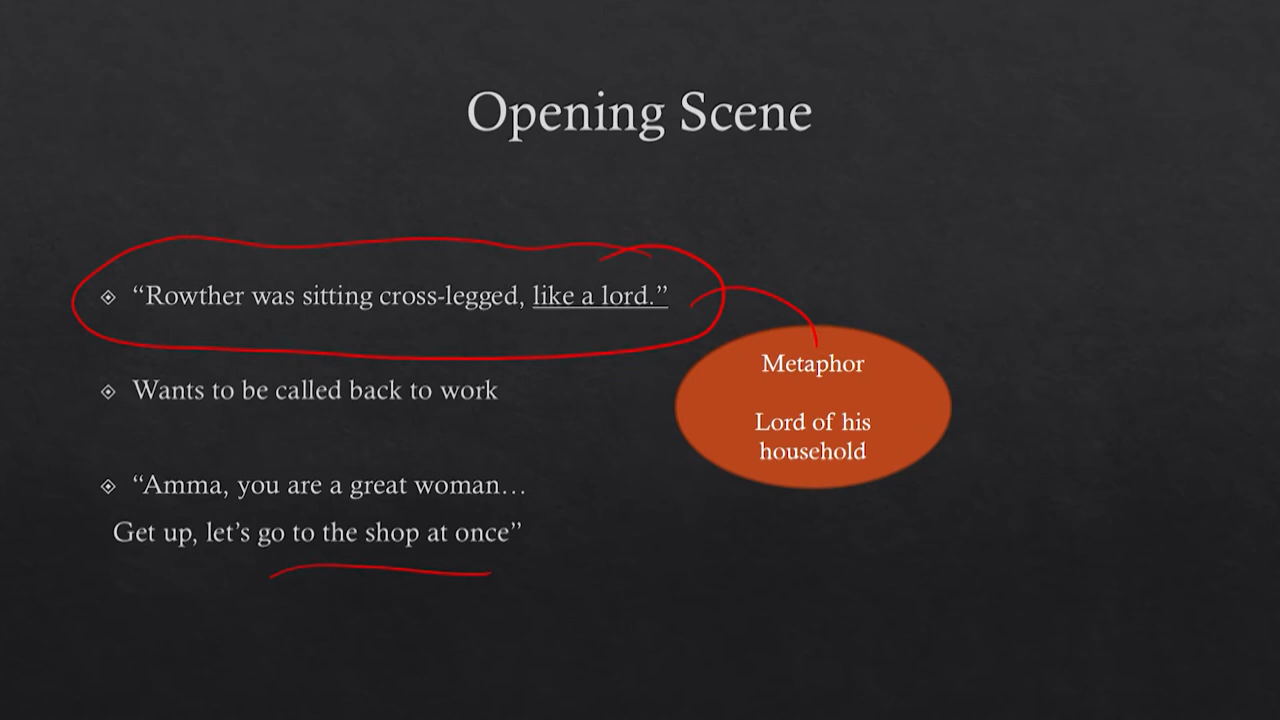 Opening Scene
“Rowther was sitting cross-legged, like a lord.”
Metaphor
Wants to be called back to work
Lord of his
household
“Amma, you are a great woman…
Get up, let’s go to the shop at once”